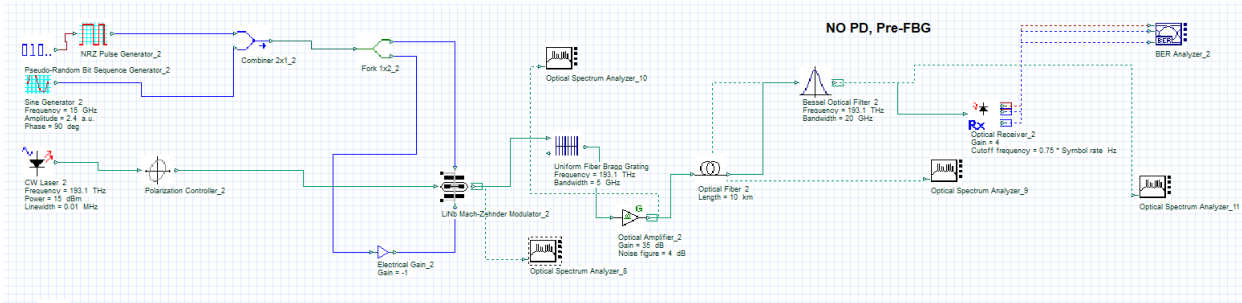 NO PD, Pre-FBG
NRZ Pulse Generator_2
Pseudo-Random Bit Sequence Generator_2
Combiner 2x1_2
Fork 1x2_2
Sine Generator_2
Frequency = 15 GHz
Amplitude = 2.4 a.u.
Phase = 90 deg
CW Laser_2
Frequency = 193.1 THz
Power = 15 dBm
Linewidth = 0.01 MHz
Polarization Controller_2
LiNb Mach-Zehnder Modulator_2
Electrical Gain_2
Gain = -1
Optical Spectrum Analyzer_10
Uniform Fiber Bragg Grating
Frequency = 193.1 THz
Bandwidth = 5 GHz
G
Optical Amplifier_2
Gain = 35 dB
Noise figure = 4 dB
Optical Spectrum Analyzer_8
Optical Fiber_2
Length = 10 km
Bessel Optical Filter_2
Frequency = 193.1 THz
Bandwidth = 20 GHz
Rx
Optical Receiver_2
Gain = 4
Cutoff frequency = 0.75 * Symbol rate Hz
Optical Spectrum Analyzer_9
BER
BER Analyzer_2
Optical Spectrum Analyzer_11